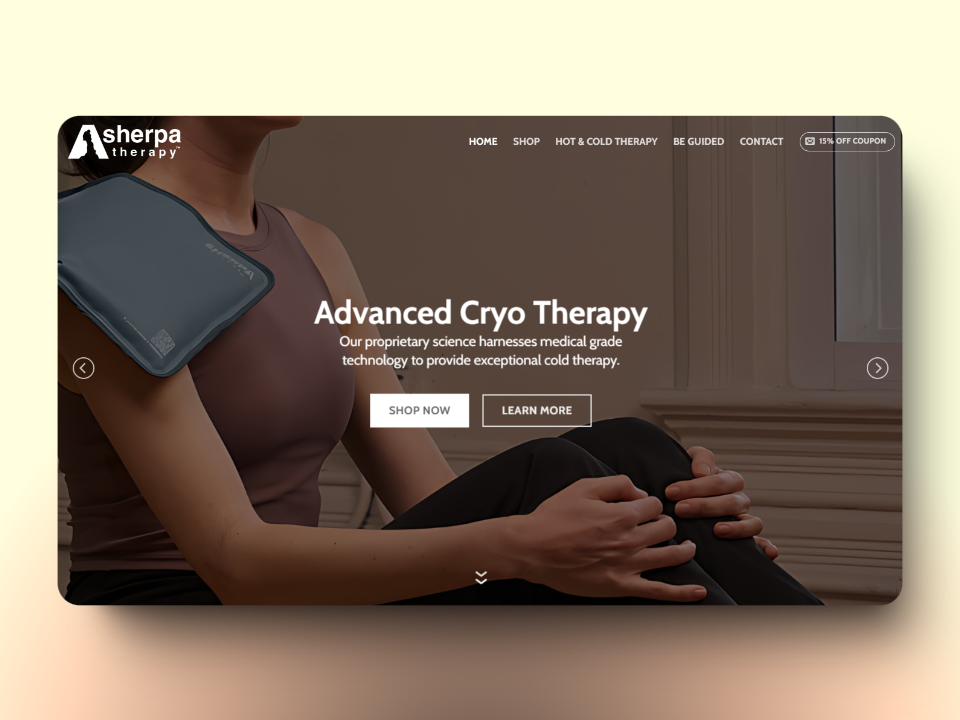 sherpa
therapy™
HOME
SHOP
HOT & COLD THERAPY
BE GUIDED
CONTACT
15% OFF COUPON
Advanced Cryo Therapy
Our proprietary science harnesses medical grade
technology to provide exceptional cold therapy.
SHOP NOW
LEARN MORE